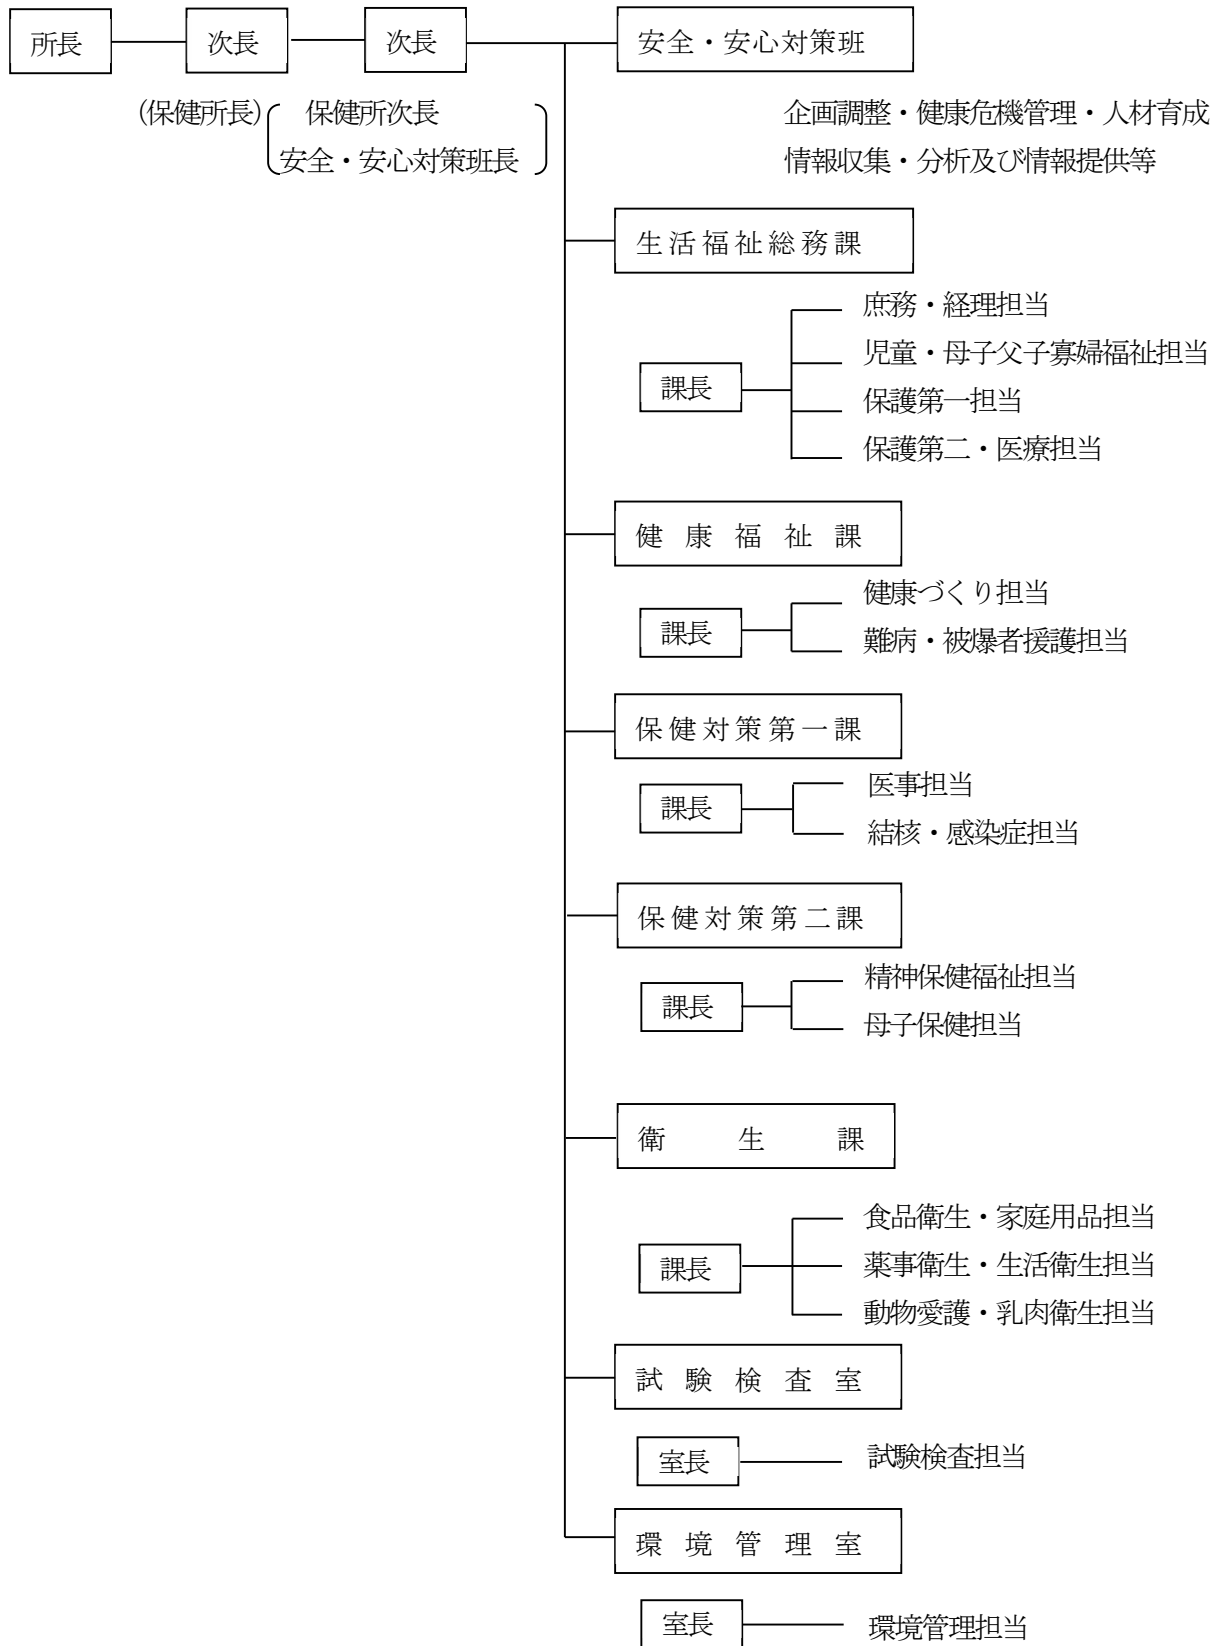 所長 次長 次長 安全・安心対策班
(保健所長) 保健所次長 企画調整・健康危機管理・人材育成
安全・安心対策班長 情報収集・分析及び情報提供等
生活福祉総務課
庶務・経理担当
児童・母子父子寡婦福祉担当
課長
保護第一担当
保護第二・医療担当
健康福祉課
健康づくり担当
課長
難病・被爆者援護担当
保健対策第一課
医事担当
課長
結核・感染症担当
保健対策第二課
精神保健福祉担当
課長
母子保健担当
衛生課
食品衛生・家庭用品担当
課長 薬事衛生・生活衛生担当
動物愛護・乳肉衛生担当
試験検査室
室長 試験検査担当
環境管理室
室長 環境管理担当